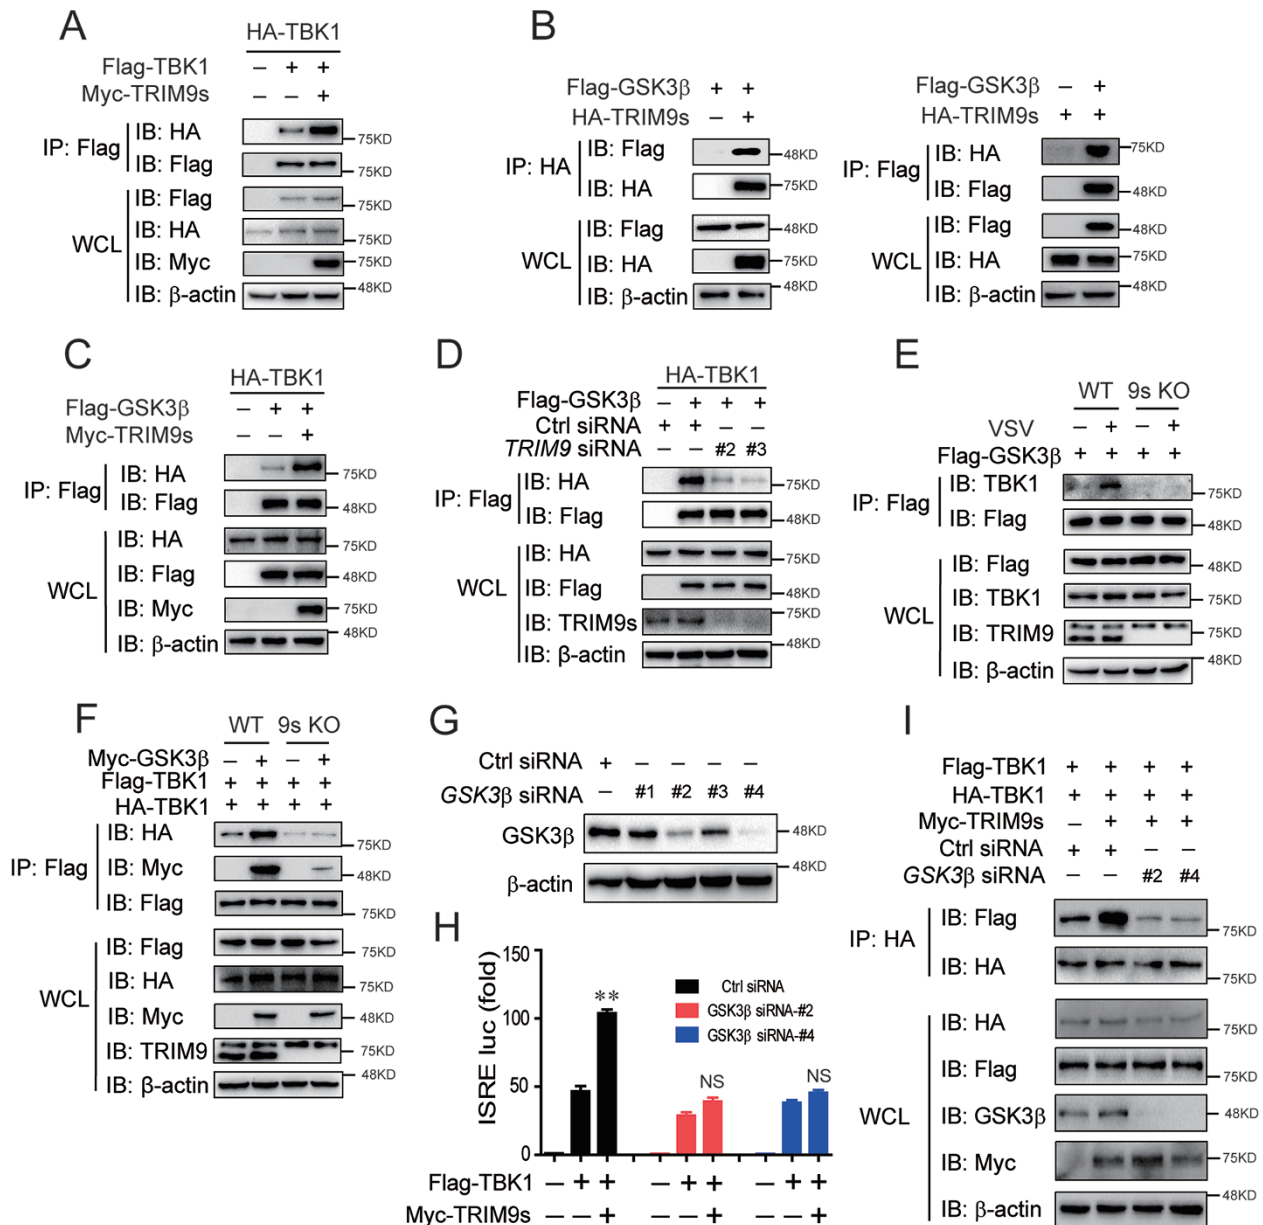 A
HA-TBK1
Flag-TBK1 – + +
Myc-TRIM9s – – +
IP: Flag
IB: HA 75KD
IB: Flag 75KD
WCL
IB: Flag 75KD
IB: HA 75KD
IB: Myc 75KD
IB: β-actin 48KD
B
Flag-GSK3β + +
HA-TRIM9s – +
IP: HA
IB: Flag 48KD
IB: HA 75KD
WCL
IB: Flag 48KD
IB: HA 75KD
IB: β-actin 48KD
Flag-GSK3β – +
HA-TRIM9s + +
IP: Flag
IB: HA 75KD
IB: Flag 48KD
WCL
IB: Flag 48KD
IB: HA 75KD
IB: β-actin 48KD
C
HA-TBK1
Flag-GSK3β – + +
Myc-TRIM9s – – +
IP: Flag
IB: HA 75KD
IB: Flag 48KD
WCL
IB: HA 75KD
IB: Flag 48KD
IB: Myc 75KD
IB: β-actin 48KD
D
HA-TBK1
Flag-GSK3β – + + +
Ctrl siRNA + + – –
TRIM9 siRNA – – #2 #3
IP: Flag
IB: HA 75KD
IB: Flag 48KD
WCL
IB: HA 75KD
IB: Flag 48KD
IB: TRIM9s 75KD
IB: β-actin 48KD
E
WT 9s KO
VSV – + – +
Flag-GSK3β + + + +
IP: Flag
IB: TBK1 75KD
IB: Flag 48KD
WCL
IB: Flag 48KD
IB: TBK1 75KD
IB: TRIM9 75KD
IB: β-actin 48KD
F
WT 9s KO
Myc-GSK3β – + – +
Flag-TBK1 + + + +
HA-TBK1 + + + +
IP: Flag
IB: HA 75KD
IB: Myc 48KD
IB: Flag 75KD
WCL
IB: Flag 75KD
IB: HA 75KD
IB: Myc 48KD
IB: TRIM9 75KD
IB: β-actin 48KD
G
Ctrl siRNA + – – – –
GSK3β siRNA – #1 #2 #3 #4
GSK3β 48KD
β-actin 48KD
H
ISRE luc (fold)
150
100
50
0
**
NS
NS
Ctrl siRNA
GSK3β siRNA-#2
GSK3β siRNA-#4
Flag-TBK1 – + + – + + – + +
Myc-TRIM9s – – + – – + – – +
I
Flag-TBK1 + + + +
HA-TBK1 + + + +
Myc-TRIM9s – + + +
Ctrl siRNA + + – –
GSK3β siRNA – – #2 #4
IP: HA
IB: Flag 75KD
IB: HA 75KD
WCL
IB: HA 75KD
IB: Flag 75KD
IB: GSK3β 48KD
IB: Myc 75KD
IB: β-actin 48KD